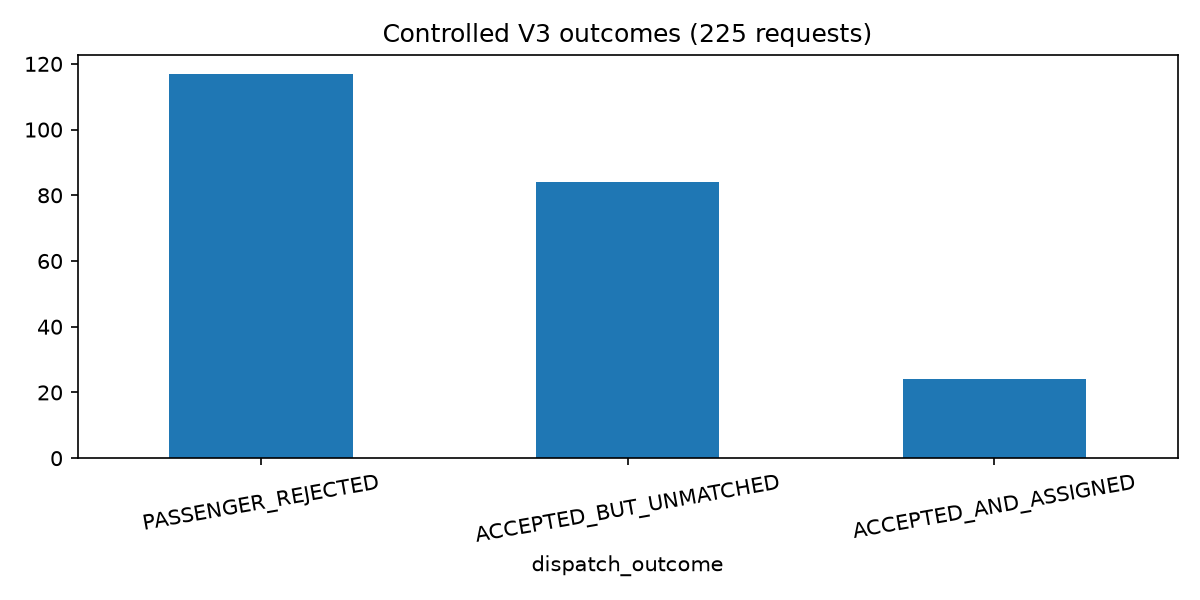 Controlled V3 outcomes (225 requests)
120
100
80
60
40
20
0
PASSENGER_REJECTED
ACCEPTED_BUT_UNMATCHED
ACCEPTED_AND_ASSIGNED
dispatch_outcome